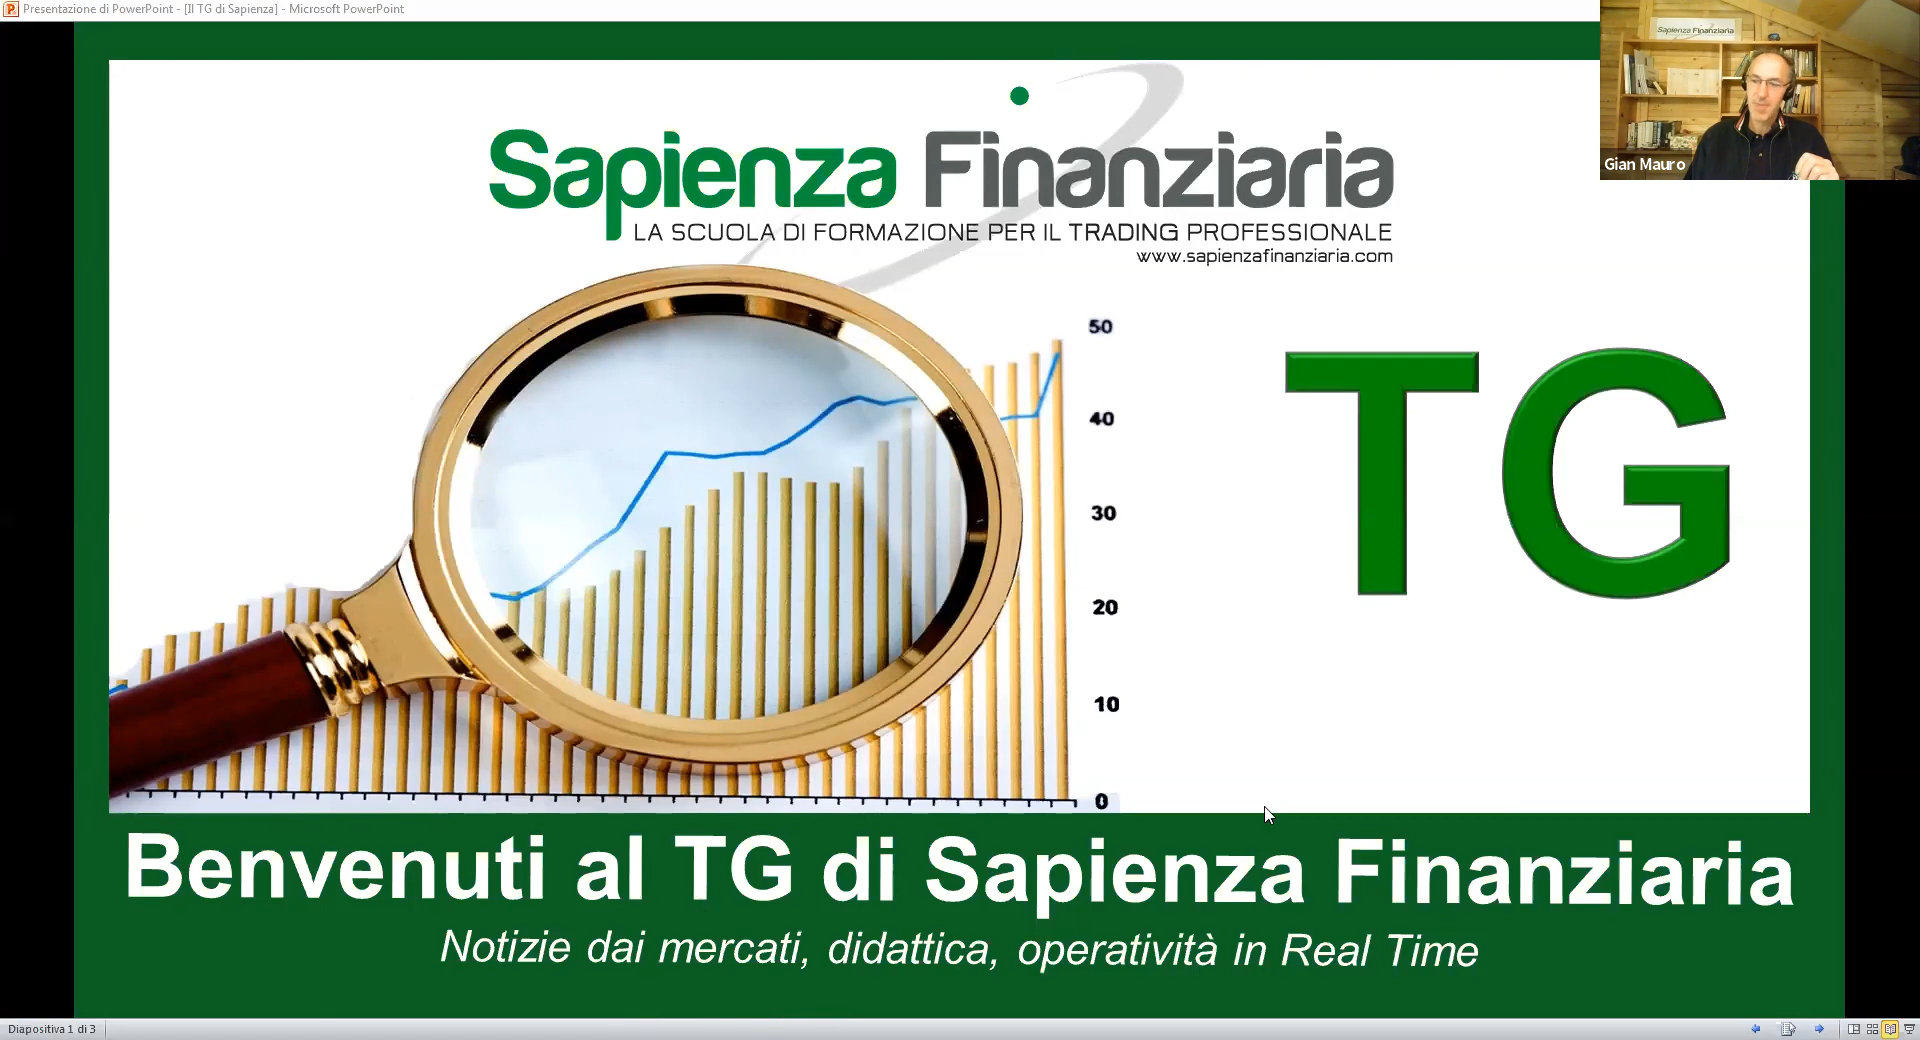 Presentazione di PowerPoint - [Il TG di Sapienza] - Microsoft PowerPoint
Sapienza Finanziaria
Gian Mauro
Sapienza Finanziaria
LA SCUOLA DI FORMAZIONE PER IL TRADING PROFESSIONALE
www.sapienzafinanziaria.com
50
40
30
20
10
0
TG
Benvenuti al TG di Sapienza Finanziaria
Notizie dai mercati, didattica, operatività in Real Time
Diapositiva 1 di 3